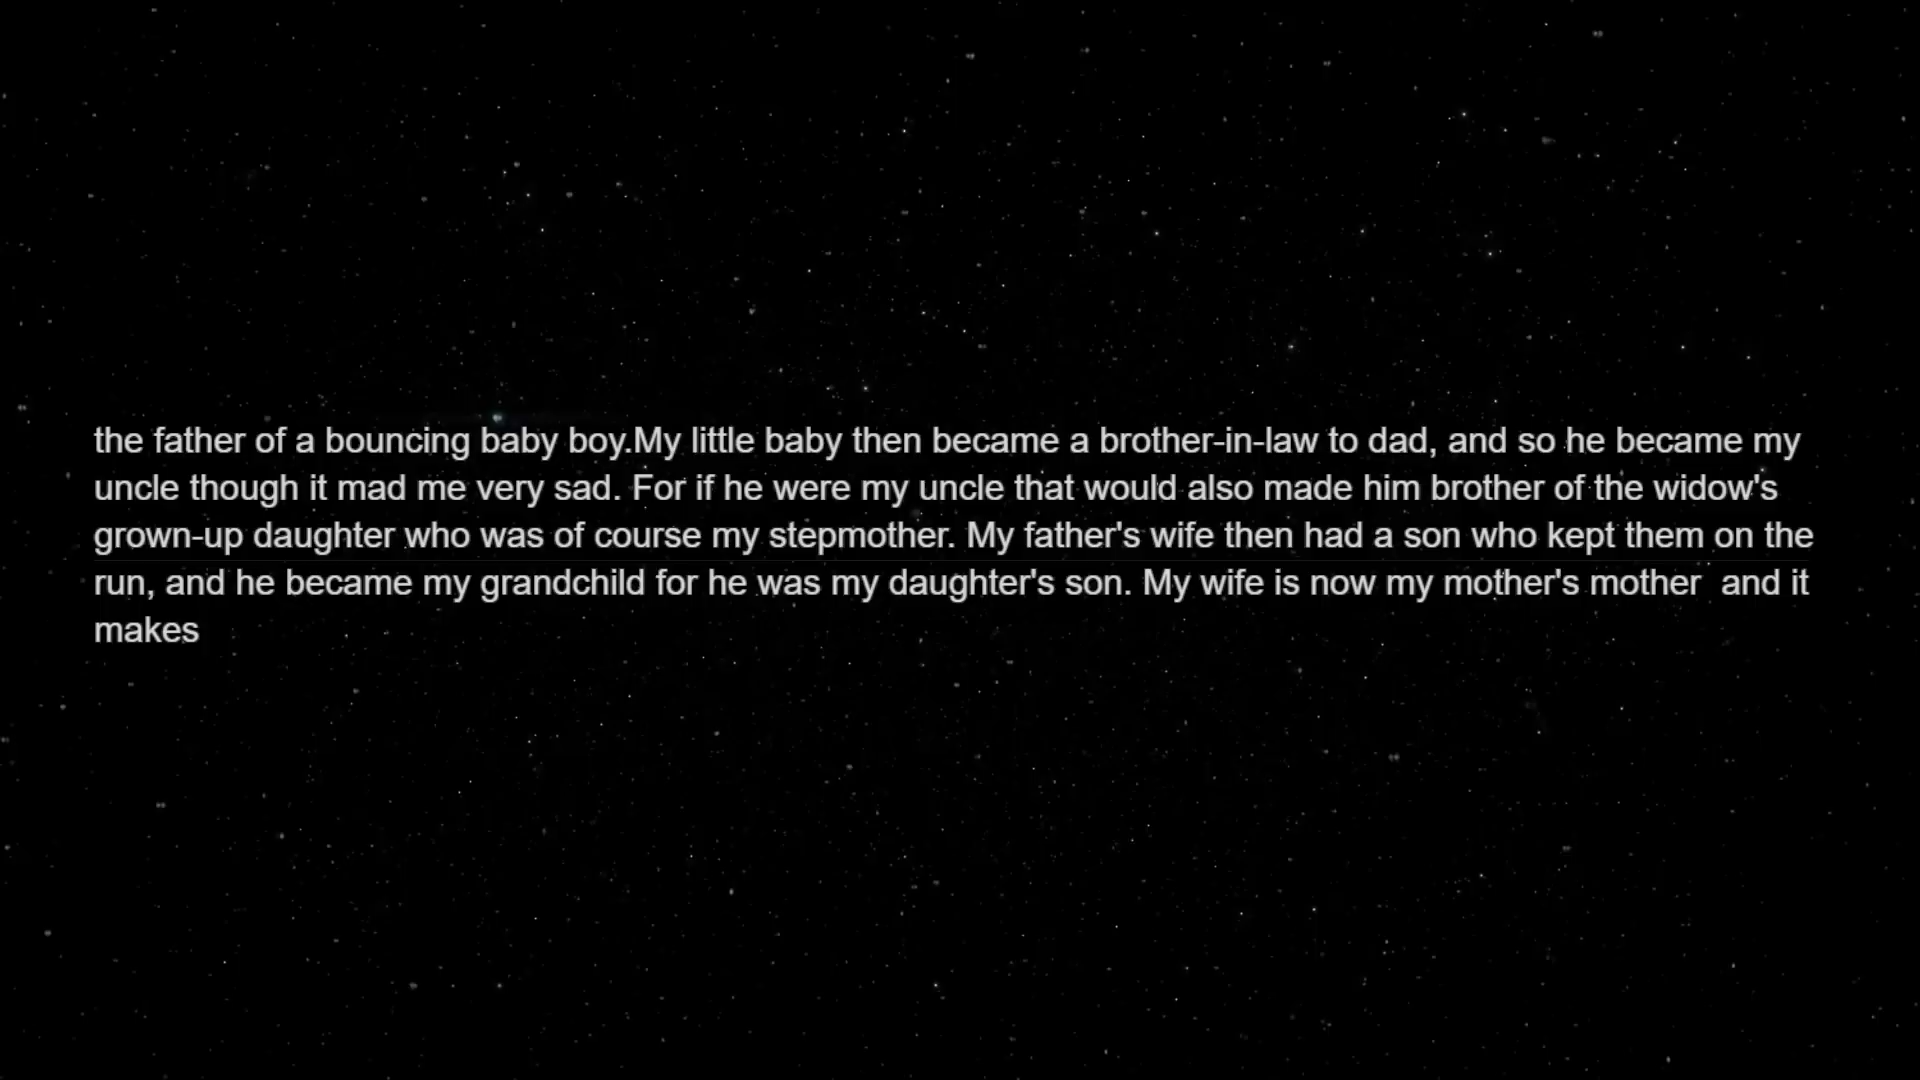 the father of a bouncing baby boy.My little baby then became a brother-in-law to dad, and so he became my
uncle though it mad me very sad. For if he were my uncle that would also made him brother of the widow's
grown-up daughter who was of course my stepmother. My father's wife then had a son who kept them on the
run, and he became my grandchild for he was my daughter's son. My wife is now my mother's mother  and it
makes